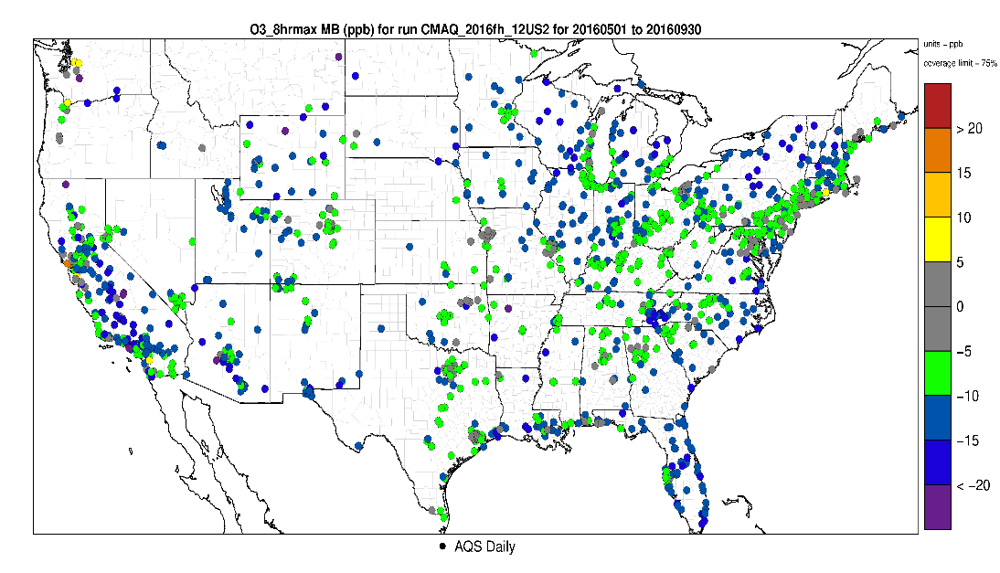 O3_8hrmax MB (ppb) for run CMAQ_2016fh_12US2 for 20160501 to 20160930
units = ppb
coverage limit = 75%
> 20
15
10
5
0
−5
−10
−15
< −20
AQS Daily